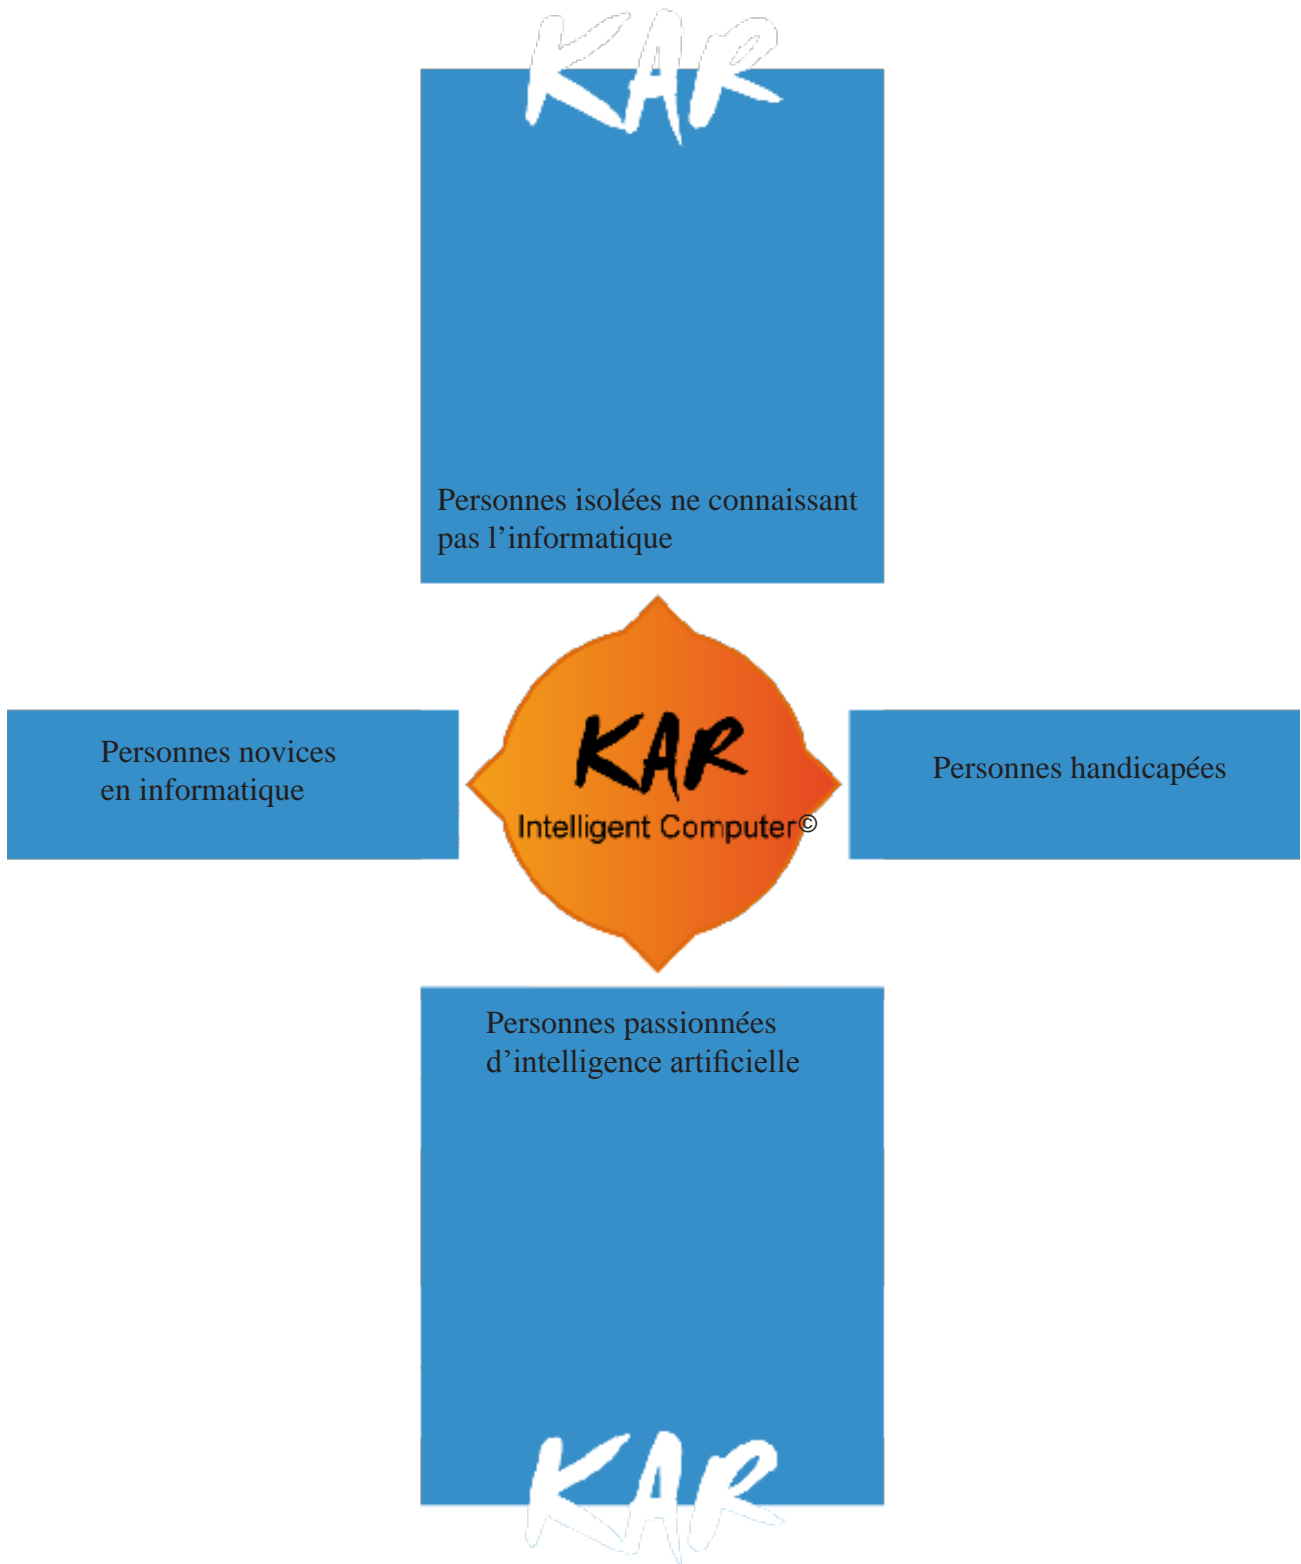 KAR
Personnes isolées ne connaissant
pas l’informatique
Personnes novices
en informatique
KAR
Intelligent Computer©
Personnes handicapées
Personnes passionnées
d’intelligence artificielle
KAR